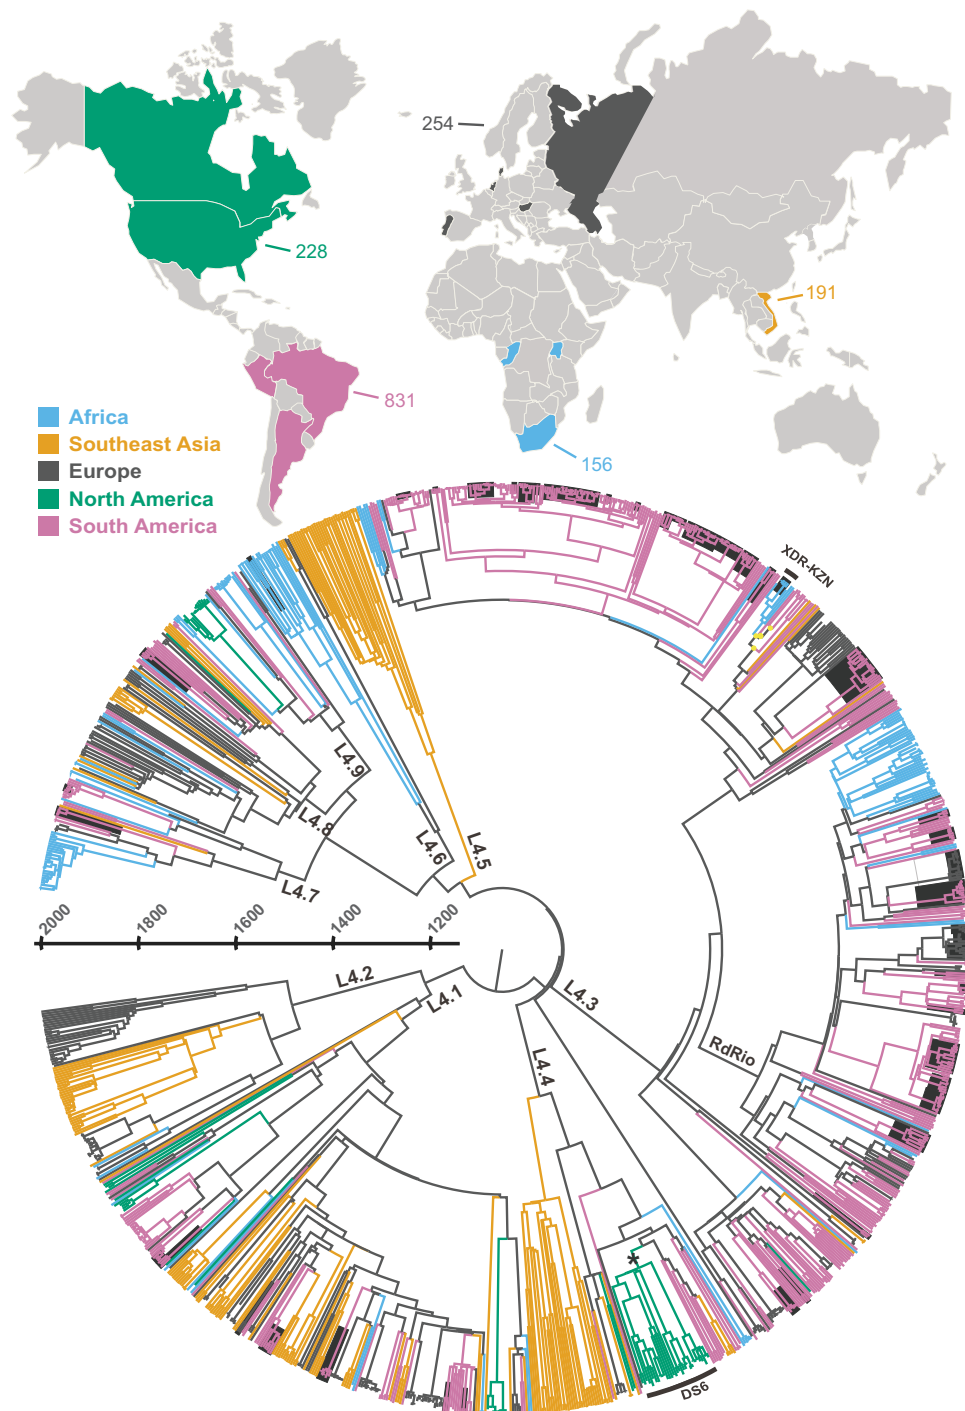 254
228
191
831
156
Africa
Southeast Asia
Europe
North America
South America
XDR-KZN
L4.9
L4.8
L4.6
L4.5
L4.7
2000
1800
1600
1400
1200
L4.2
L4.1
L4.3
RdRio
L4.4
*
DS6